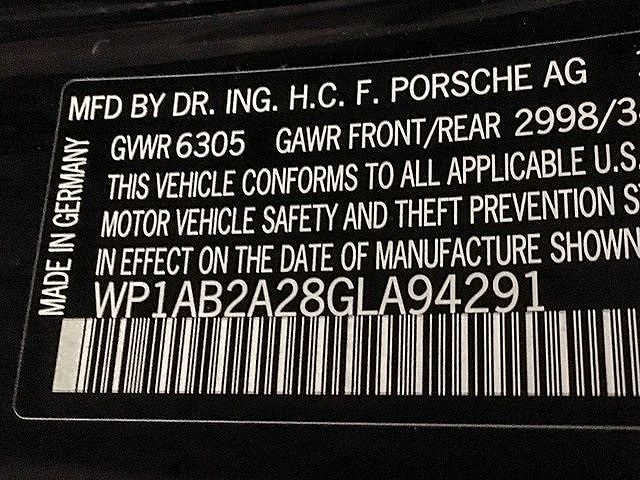 MFD BY DR. ING. H.C. F. PORSCHE AG
GVWR 6305 GAWR FRONT/REAR 2998/3
THIS VEHICLE CONFORMS TO ALL APPLICABLE U.S
MOTOR VEHICLE SAFETY AND THEFT PREVENTION S
IN EFFECT ON THE DATE OF MANUFACTURE SHOWN
WP1AB2A28GLA94291
MADE IN GERMANY